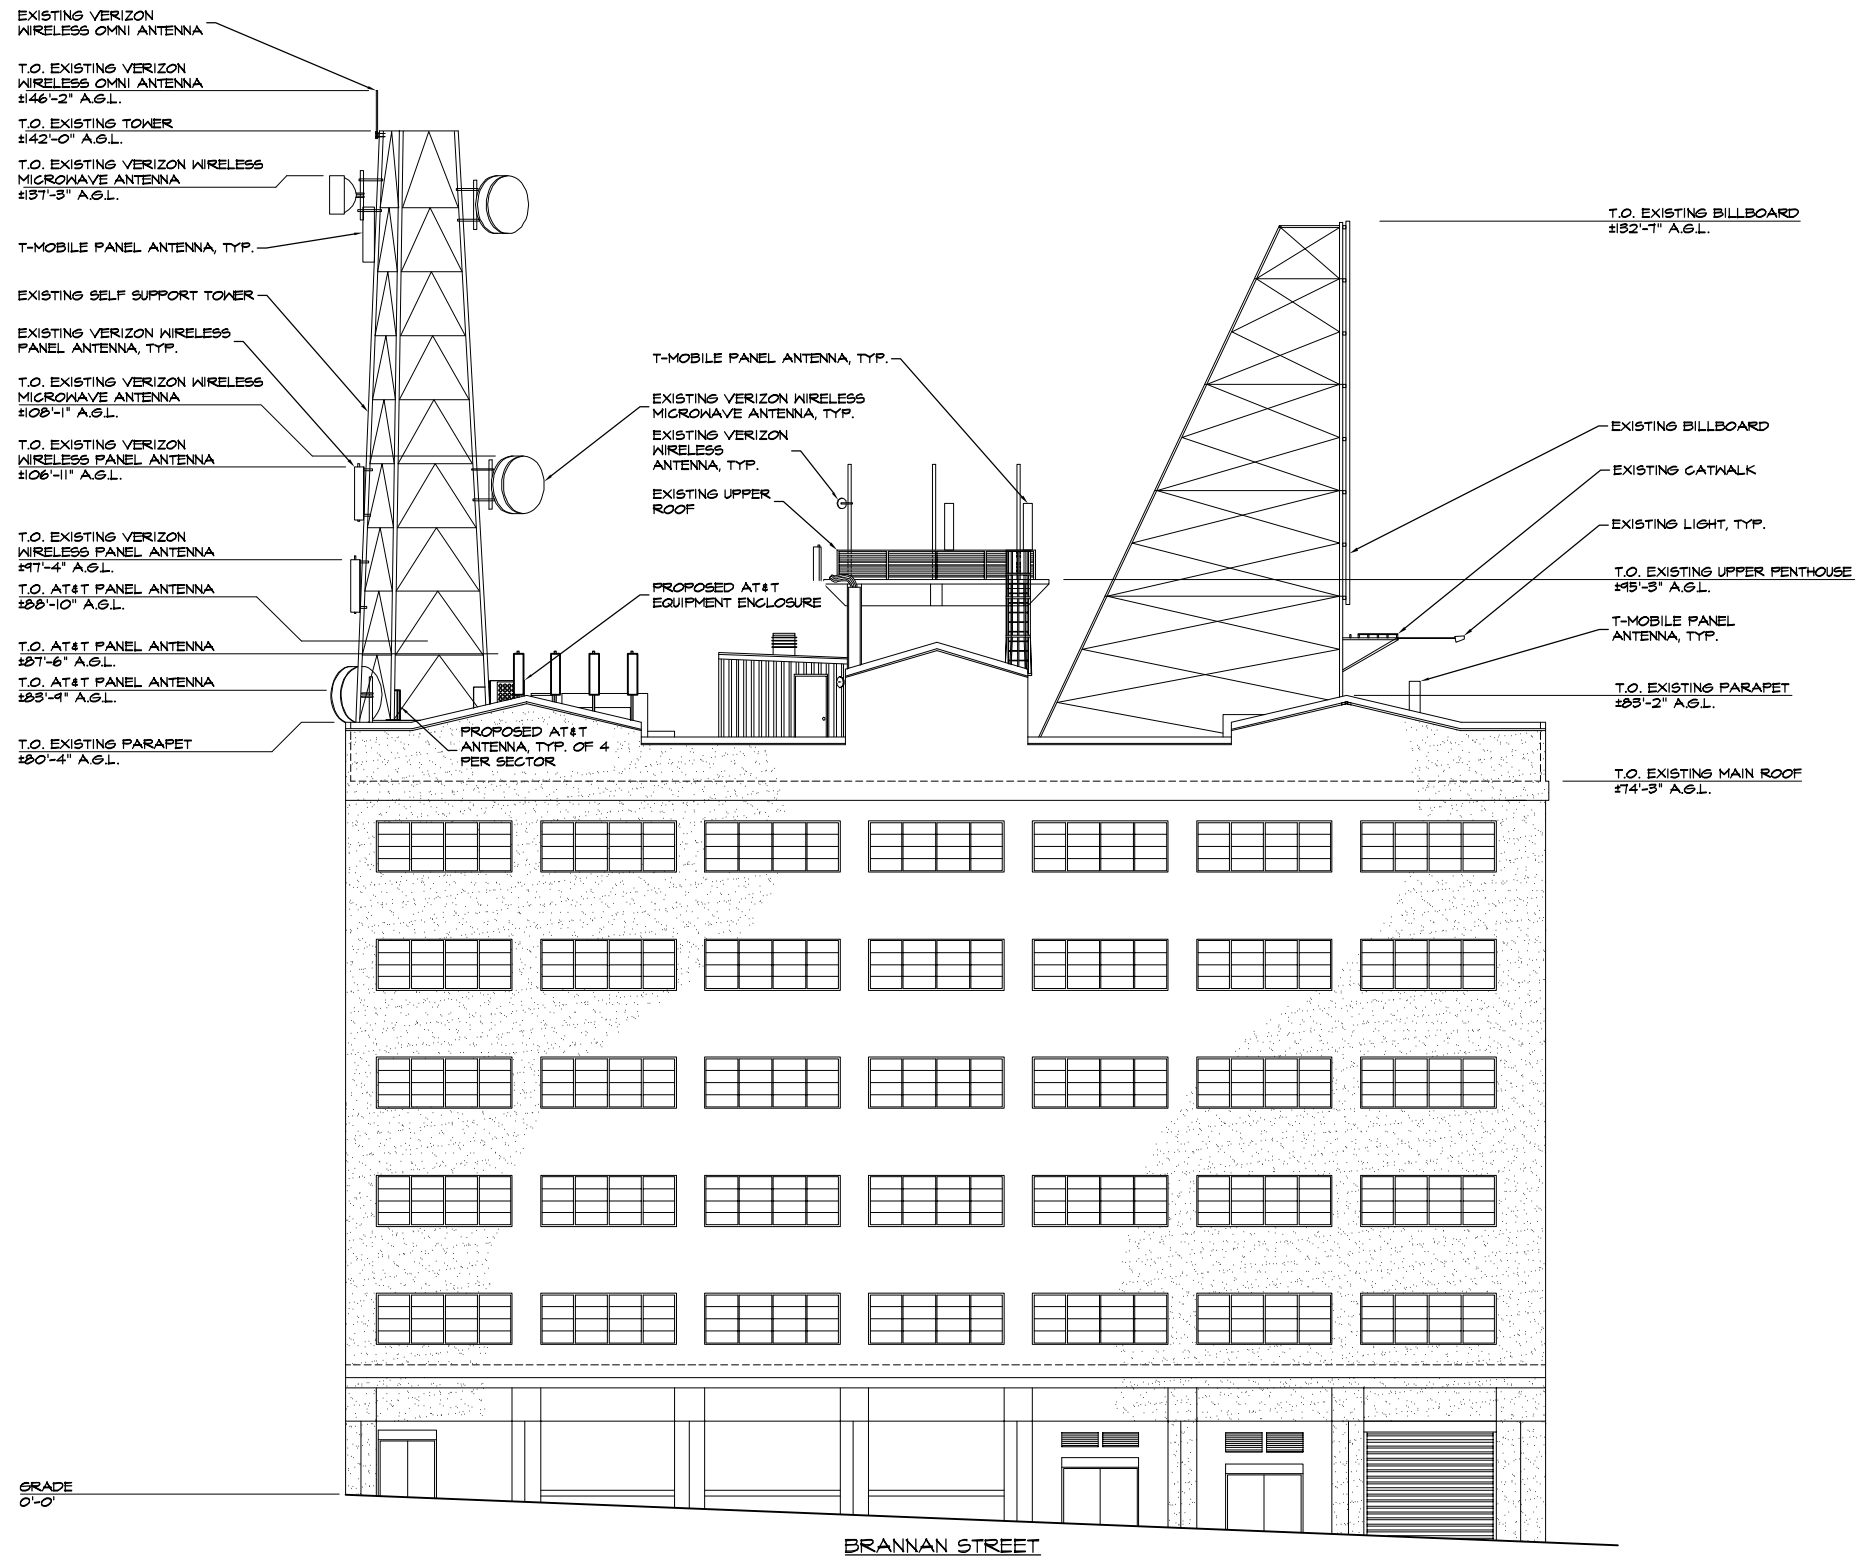 EXISTING VERIZON
WIRELESS OMNI ANTENNA
T.O. EXISTING VERIZON
WIRELESS OMNI ANTENNA
±146'-2" A.G.L.
T.O. EXISTING TOWER
±142'-0" A.G.L.
T.O. EXISTING VERIZON WIRELESS
MICROWAVE ANTENNA
±137'-3" A.G.L.
T-MOBILE PANEL ANTENNA, TYP.
EXISTING SELF SUPPORT TOWER
EXISTING VERIZON WIRELESS
PANEL ANTENNA, TYP.
T.O. EXISTING VERIZON WIRELESS
MICROWAVE ANTENNA
±108'-1" A.G.L.
T.O. EXISTING VERIZON
WIRELESS PANEL ANTENNA
±106'-11" A.G.L.
T.O. EXISTING VERIZON
WIRELESS PANEL ANTENNA
±97'-4" A.G.L.
T.O. AT&T PANEL ANTENNA
±88'-10" A.G.L.
T.O. AT&T PANEL ANTENNA
±87'-6" A.G.L.
T.O. AT&T PANEL ANTENNA
±83'-9" A.G.L.
T.O. EXISTING PARAPET
±80'-4" A.G.L.
PROPOSED AT&T
ANTENNA, TYP. OF 4
PER SECTOR
T-MOBILE PANEL ANTENNA, TYP.
EXISTING VERIZON WIRELESS
MICROWAVE ANTENNA, TYP.
EXISTING VERIZON
WIRELESS
ANTENNA, TYP.
EXISTING UPPER
ROOF
PROPOSED AT&T
EQUIPMENT ENCLOSURE
T.O. EXISTING BILLBOARD
±132'-7" A.G.L.
EXISTING BILLBOARD
EXISTING CATWALK
EXISTING LIGHT, TYP.
T.O. EXISTING UPPER PENTHOUSE
±95'-3" A.G.L.
T-MOBILE PANEL
ANTENNA, TYP.
T.O. EXISTING PARAPET
±83'-2" A.G.L.
T.O. EXISTING MAIN ROOF
±74'-3" A.G.L.
GRADE
0'-0'
BRANNAN STREET